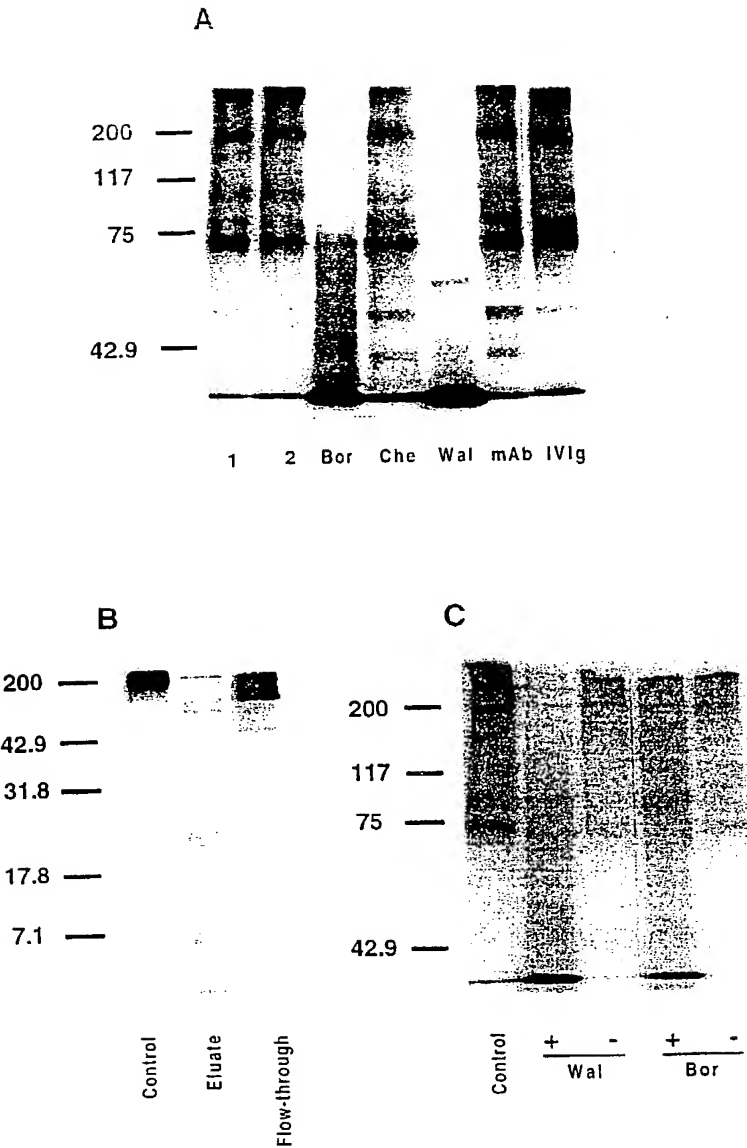 A
200
117
75
42.9
1 2 Bor Che Wal mAb IVIg
B
200
42.9
31.8
17.8
7.1
Control
Eluate
Flow-through
C
200
117
75
42.9
Control
+ - + -
Wal Bor